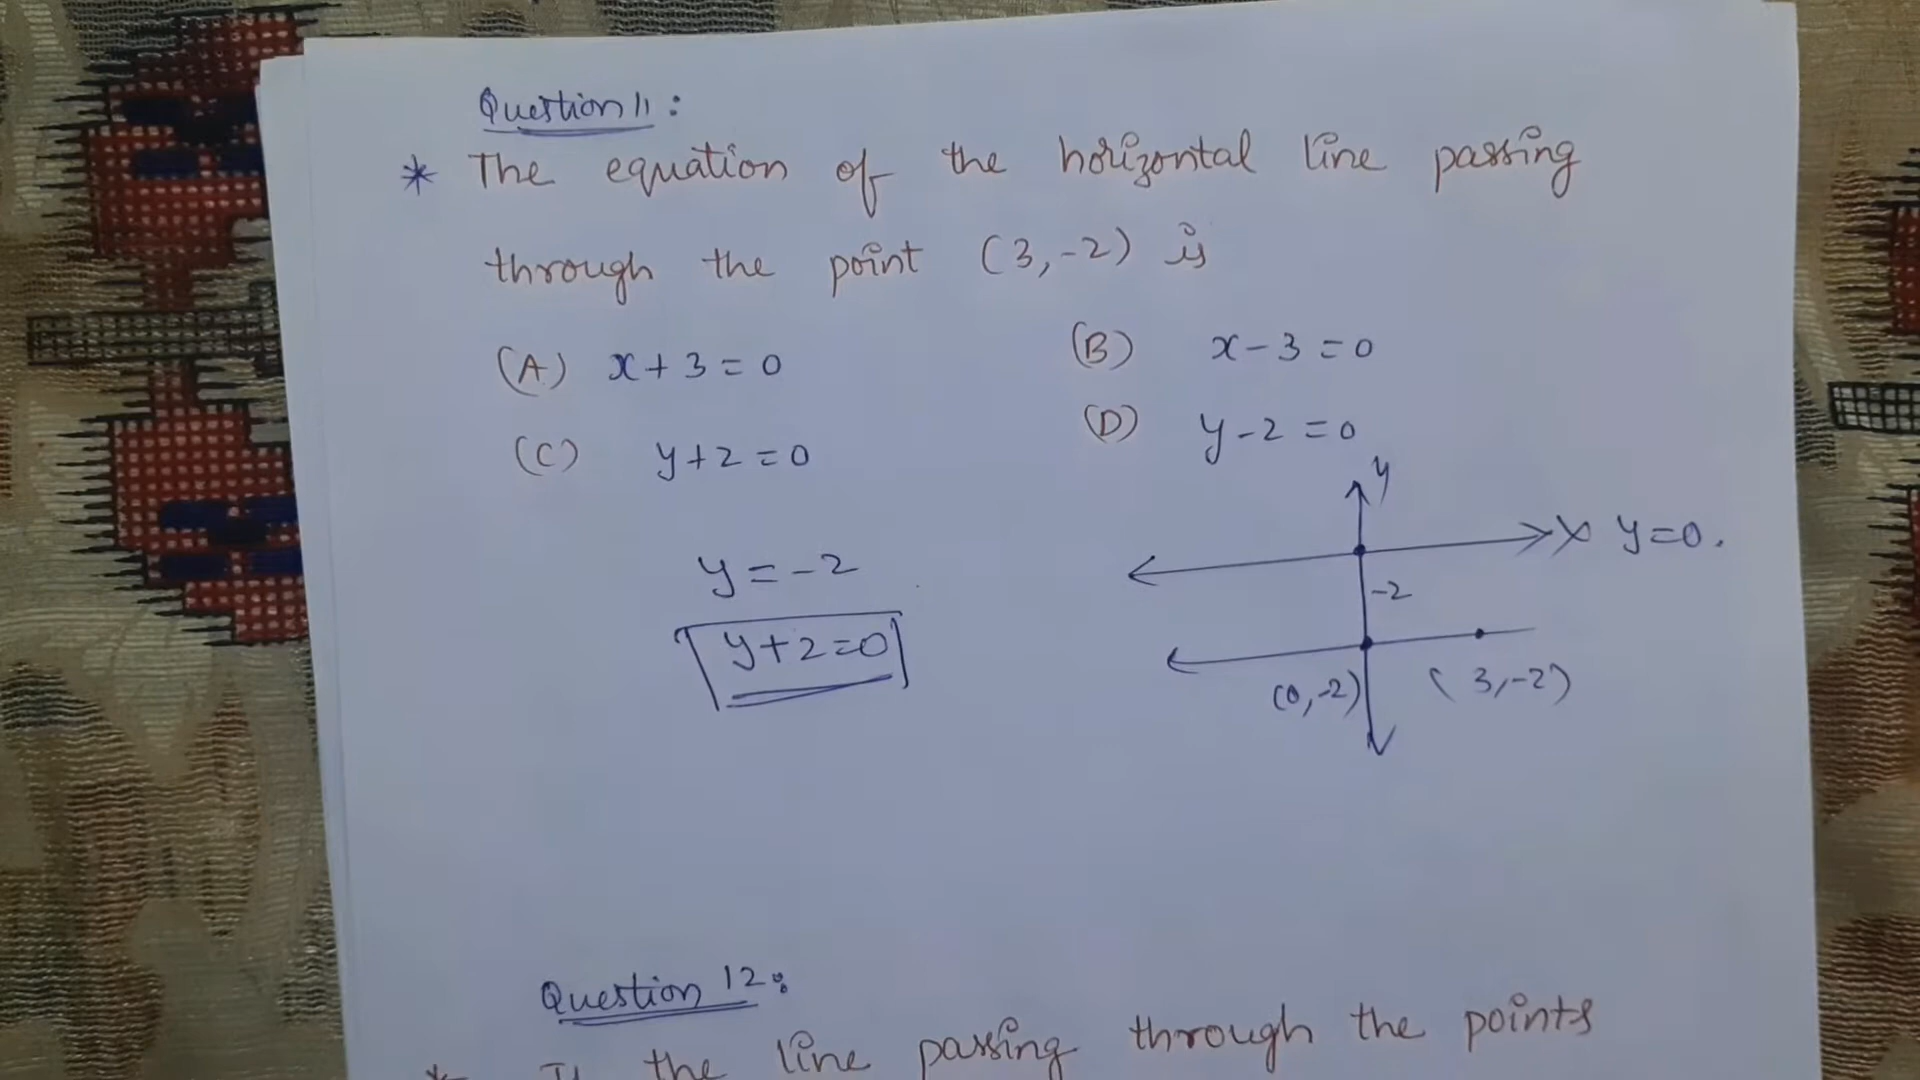 Question 11 :
* The equation of the horizontal line passing
through the point (3,-2) is
(A) x + 3 = 0
(B) x - 3 = 0
(C) y + 2 = 0
(D) y - 2 = 0
y
X y = 0.
y = -2
-2
y + 2 = 0
(0,-2)
(3,-2)
Question 12 :
the line passing through the points